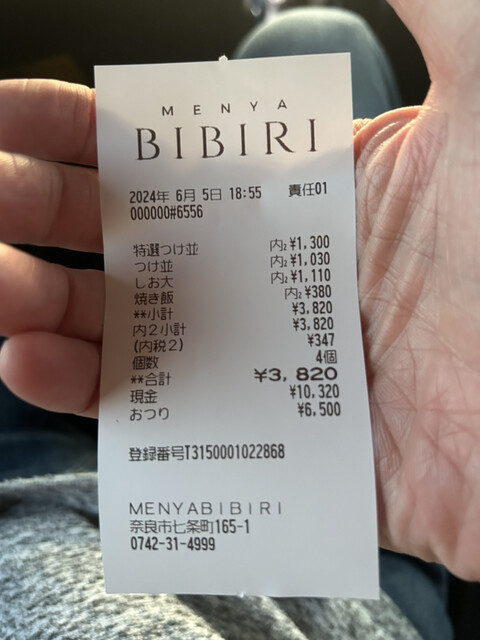 MENYA
BIBIRI
2024年 6月 5日 18:55 責任01
000000#6556
特選つけ並 内2 ¥1,300
つけ並 内2 ¥1,030
しお大 内2 ¥1,110
焼き飯 内2 ¥380
**小計 ¥3,820
内2小計 ¥3,820
(内税2) ¥347
個数 4個
**合計 ¥3,820
現金 ¥10,320
おつり ¥6,500
登録番号T3150001022868
MENYABIBIRI
奈良市七条町165-1
0742-31-4999